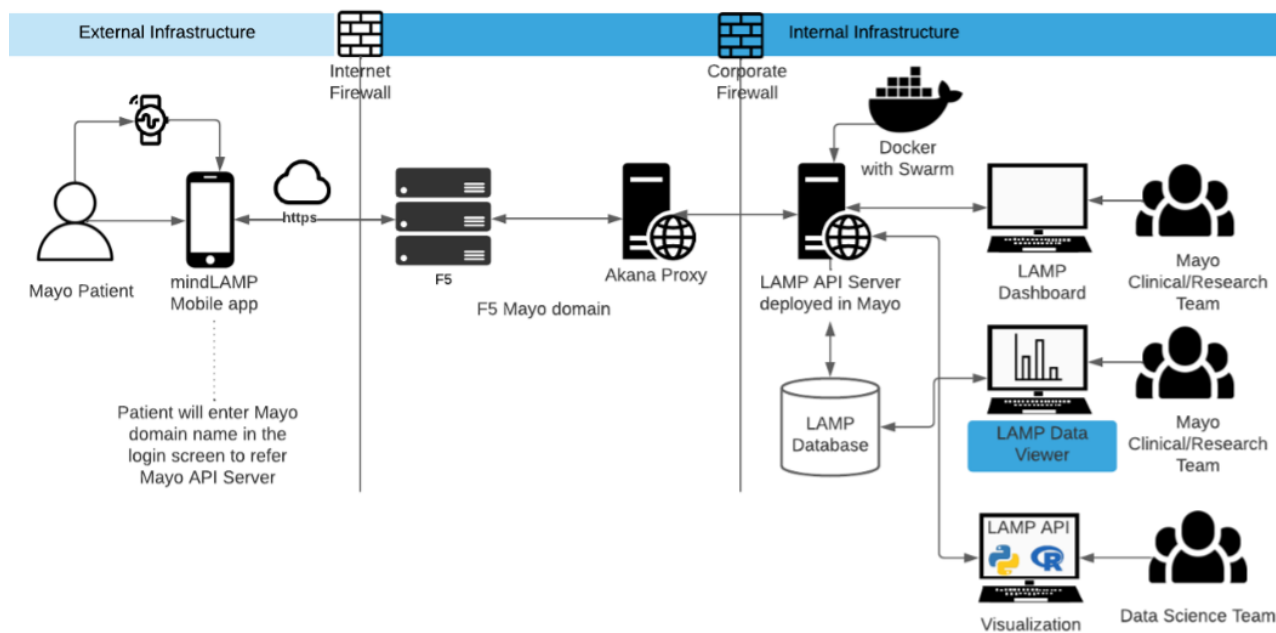 External Infrastructure
Internal Infrastructure
Internet
Firewall
Corporate
Firewall
Docker
with Swarm
https
Mayo Patient
mindLAMP
Mobile app
F5
F5 Mayo domain
Akana Proxy
LAMP API Server
deployed in Mayo
LAMP
Dashboard
Mayo
Clinical/Research
Team
Patient will enter Mayo
domain name in the
login screen to refer
Mayo API Server
LAMP
Database
LAMP Data
Viewer
Mayo
Clinical/Research
Team
LAMP API
R
Visualization
Data Science Team